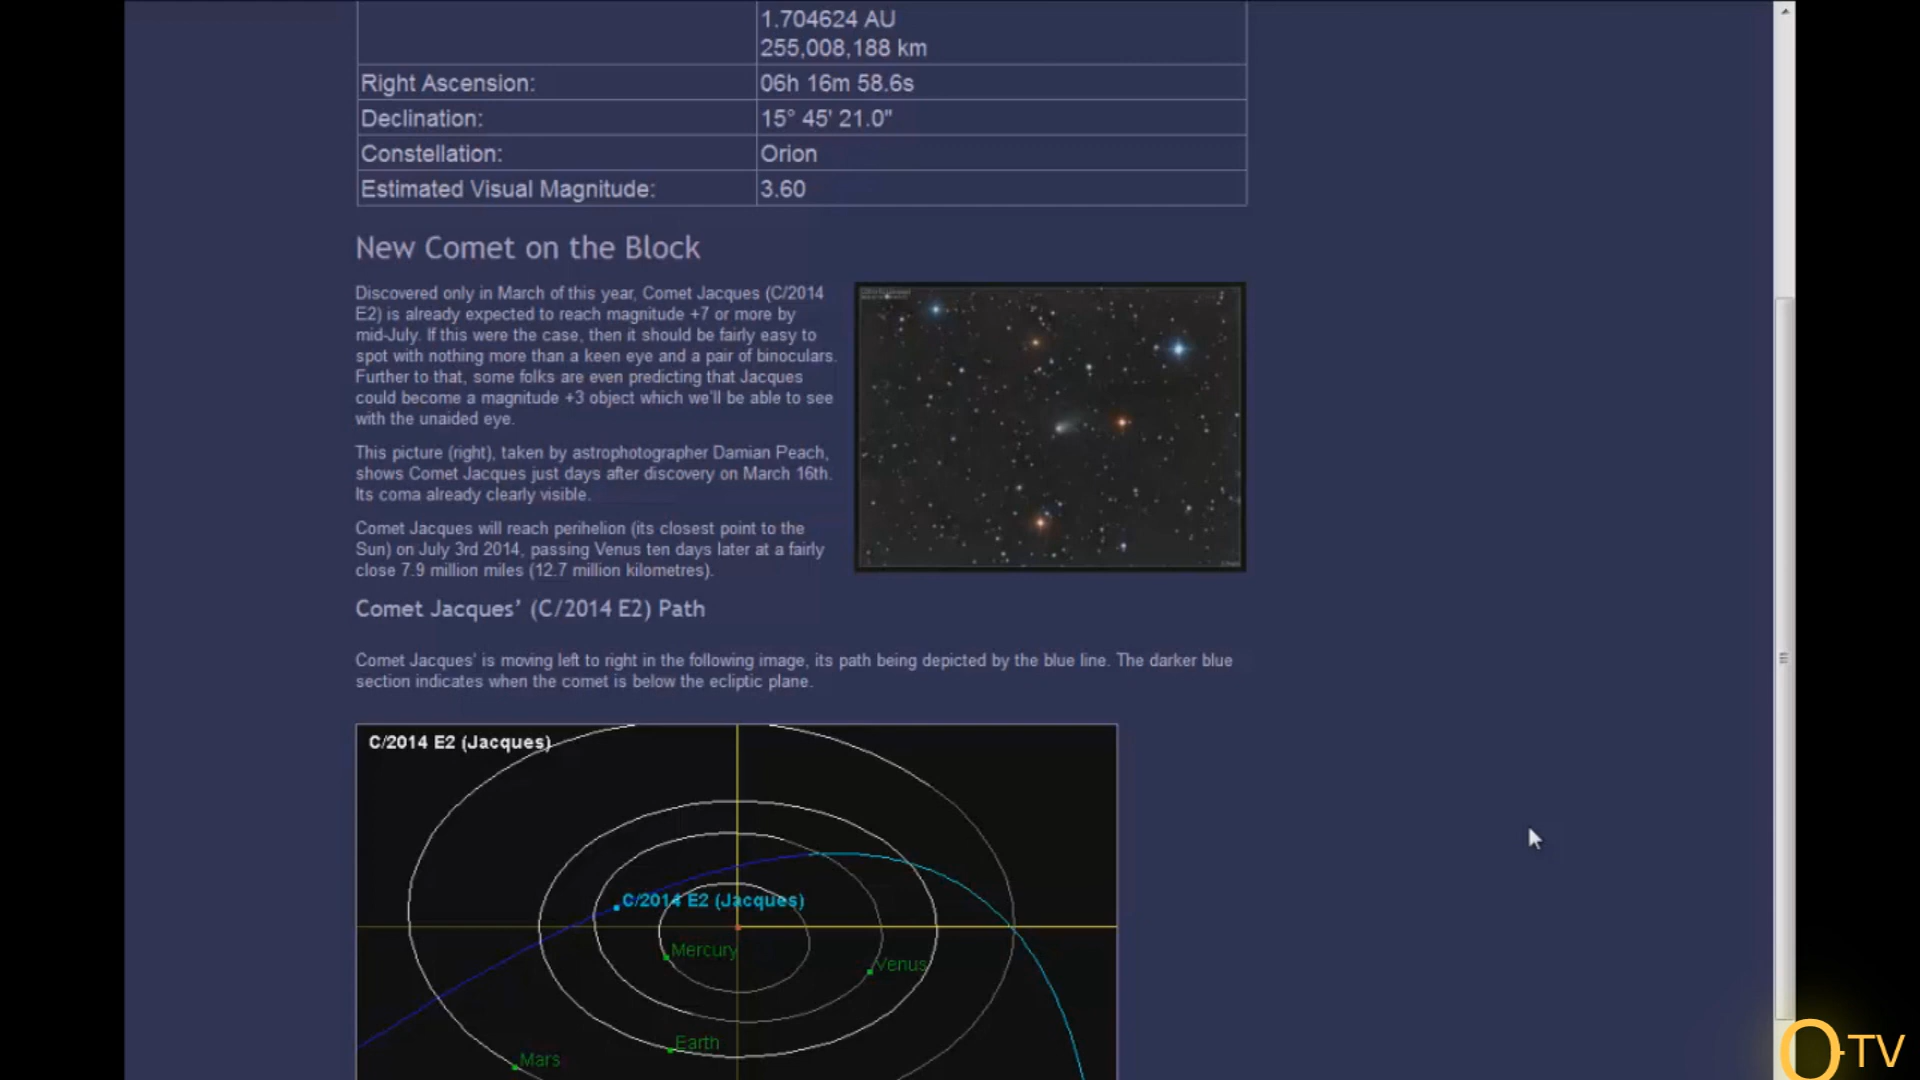 1.704624 AU
255,008,188 km
Right Ascension: 06h 16m 58.6s
Declination: 15° 45' 21.0"
Constellation: Orion
Estimated Visual Magnitude: 3.60
New Comet on the Block
Discovered only in March of this year, Comet Jacques (C/2014
E2) is already expected to reach magnitude +7 or more by
mid-July. If this were the case, then it should be fairly easy to
spot with nothing more than a keen eye and a pair of binoculars.
Further to that, some folks are even predicting that Jacques
could become a magnitude +3 object which we'll be able to see
with the unaided eye.
This picture (right), taken by astrophotographer Damian Peach,
shows Comet Jacques just days after discovery on March 16th.
Its coma already clearly visible.
Comet Jacques will reach perihelion (its closest point to the
Sun) on July 3rd 2014, passing Venus ten days later at a fairly
close 7.9 million miles (12.7 million kilometres).
Comet Jacques' (C/2014 E2) Path
Comet Jacques' is moving left to right in the following image, its path being depicted by the blue line. The darker blue
section indicates when the comet is below the ecliptic plane.
C/2014 E2 (Jacques)
C/2014 E2 (Jacques)
Mercury
Venus
Earth
Mars
O-TV